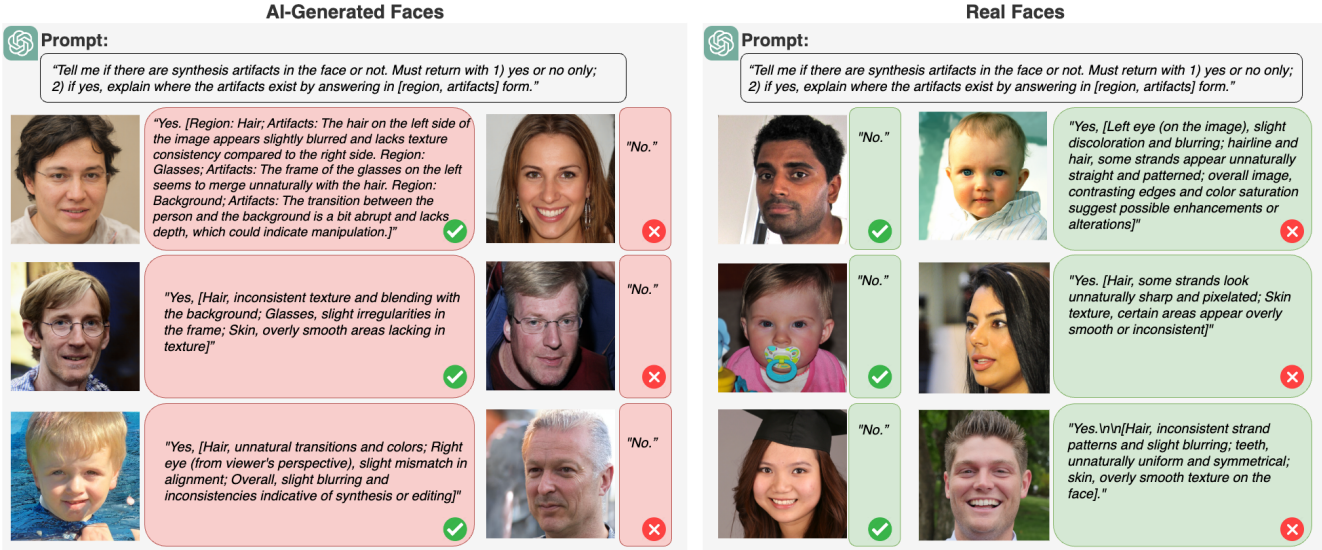 AI-Generated Faces
Prompt:
“Tell me if there are synthesis artifacts in the face or not. Must return with 1) yes or no only;
2) if yes, explain where the artifacts exist by answering in [region, artifacts] form.”
“Yes. [Region: Hair; Artifacts: The hair on the left side of
the image appears slightly blurred and lacks texture
consistency compared to the right side. Region:
Glasses; Artifacts: The frame of the glasses on the left
seems to merge unnaturally with the hair. Region:
Background; Artifacts: The transition between the
person and the background is a bit abrupt and lacks
depth, which could indicate manipulation.]”
"No.”
"Yes, [Hair, inconsistent texture and blending with
the background; Glasses, slight irregularities
in the frame; Skin, overly smooth areas lacking in
texture]”
"No.”
"Yes, [Hair, unnatural transitions and colors; Right
eye (from viewer's perspective), slight mismatch in
alignment; Overall, slight blurring and
inconsistencies indicative of synthesis or editing]"
"No.”
Real Faces
Prompt:
“Tell me if there are synthesis artifacts in the face or not. Must return with 1) yes or no only;
2) if yes, explain where the artifacts exist by answering in [region, artifacts] form.”
"No.”
"Yes, [Left eye (on the image), slight
discoloration and blurring; hairline and
hair, some strands appear unnaturally
straight and patterned; overall image,
contrasting edges and color saturation
suggest possible enhancements or
alterations]"
"No.”
"Yes. [Hair, some strands look
unnaturally sharp and pixelated; Skin
texture, certain areas appear overly
smooth or inconsistent]"
"No.”
"Yes.\n\n[Hair, inconsistent strand
patterns and slight blurring; teeth,
unnaturally uniform and symmetrical;
skin, overly smooth texture on the
face]."